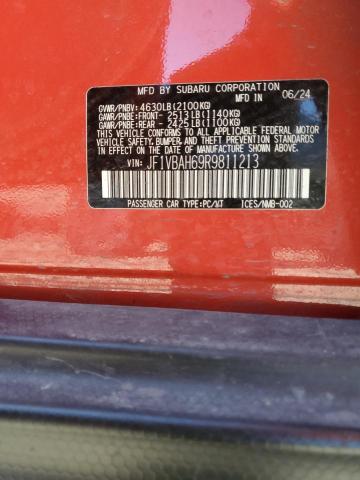 MFD BY SUBARU CORPORATION 06/24
GVWR/PNBV: 4630LB(2100KG)
GAWR/PNBE:FRONT- 2513LB(1140KG)
GAWR/PNBE:REAR - 2425LB(1100KG)
THIS VEHICLE CONFORMS TO ALL APPLICABLE FEDERAL MOTOR
VEHICLE SAFETY, BUMPER, AND THEFT PREVENTION STANDARDS
IN EFFECT ON THE DATE OF MANUFACTURE SHOWN ABOVE.
VIN: JF1VBAH69R9811213
PASSENGER CAR TYPE:PC/VT ICES/NMB-002